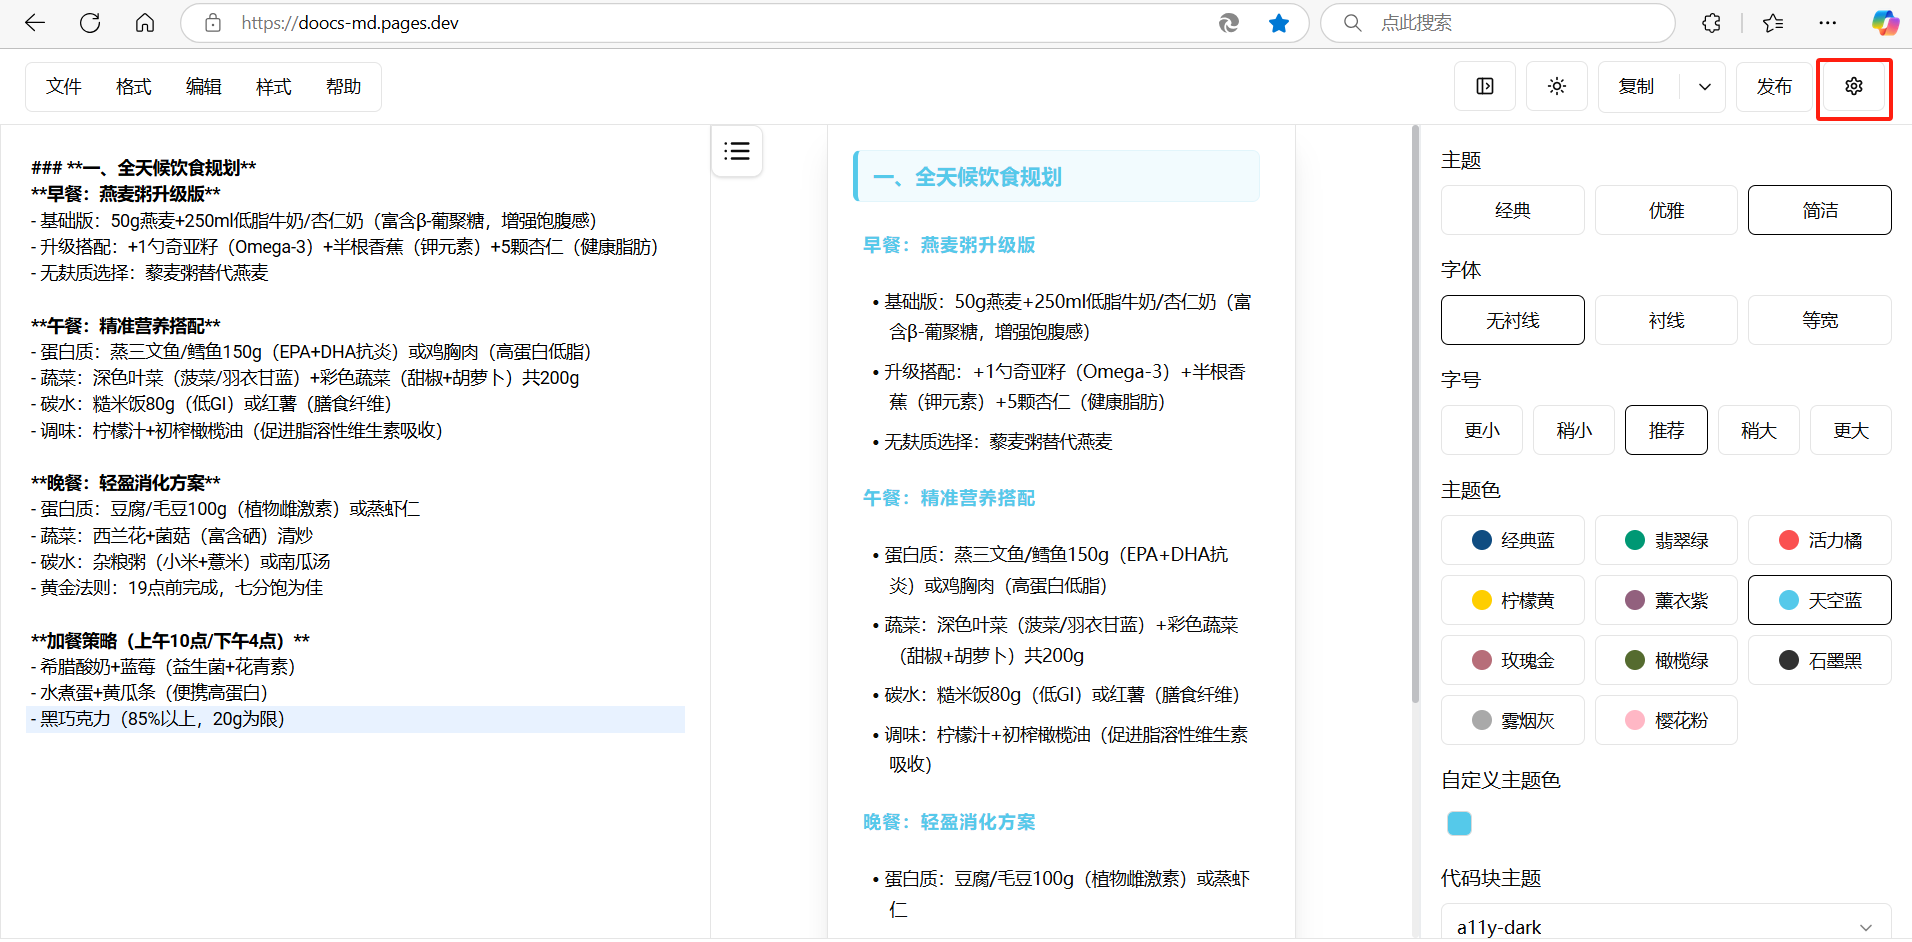 https://doocs-md.pages.dev
点此搜索
文件 格式 编辑 样式 帮助
复制
发布
### **一、全天候饮食规划**
**早餐：燕麦粥升级版**
- 基础版：50g燕麦+250ml低脂牛奶/杏仁奶（富含β-葡聚糖，增强饱腹感）
- 升级搭配：+1勺奇亚籽（Omega-3）+半根香蕉（钾元素）+5颗杏仁（健康脂肪）
- 无麸质选择：藜麦粥替代燕麦
**午餐：精准营养搭配**
- 蛋白质：蒸三文鱼/鳕鱼150g（EPA+DHA抗炎）或鸡胸肉（高蛋白低脂）
- 蔬菜：深色叶菜（菠菜/羽衣甘蓝）+彩色蔬菜（甜椒+胡萝卜）共200g
- 碳水：糙米饭80g（低GI）或红薯（膳食纤维）
- 调味：柠檬汁+初榨橄榄油（促进脂溶性维生素吸收）
**晚餐：轻盈消化方案**
- 蛋白质：豆腐/毛豆100g（植物雌激素）或蒸虾仁
- 蔬菜：西兰花+菌菇（富含硒）清炒
- 碳水：杂粮粥（小米+薏米）或南瓜汤
- 黄金法则：19点前完成，七分饱为佳
**加餐策略（上午10点/下午4点）**
- 希腊酸奶+蓝莓（益生菌+花青素）
- 水煮蛋+黄瓜条（便携高蛋白）
- 黑巧克力（85%以上，20g为限）
一、全天候饮食规划
早餐：燕麦粥升级版
• 基础版：50g燕麦+250ml低脂牛奶/杏仁奶（富
含β-葡聚糖，增强饱腹感）
• 升级搭配：+1勺奇亚籽（Omega-3）+半根香
蕉（钾元素）+5颗杏仁（健康脂肪）
• 无麸质选择：藜麦粥替代燕麦
午餐：精准营养搭配
• 蛋白质：蒸三文鱼/鳕鱼150g（EPA+DHA抗
炎）或鸡胸肉（高蛋白低脂）
• 蔬菜：深色叶菜（菠菜/羽衣甘蓝）+彩色蔬菜
（甜椒+胡萝卜）共200g
• 碳水：糙米饭80g（低GI）或红薯（膳食纤维）
• 调味：柠檬汁+初榨橄榄油（促进脂溶性维生素
吸收）
晚餐：轻盈消化方案
• 蛋白质：豆腐/毛豆100g（植物雌激素）或蒸虾
仁
主题
经典 优雅 简洁
字体
无衬线 衬线 等宽
字号
更小 稍小 推荐 稍大 更大
主题色
经典蓝 翡翠绿 活力橘
柠檬黄 薰衣紫 天空蓝
玫瑰金 橄榄绿 石墨黑
雾烟灰 樱花粉
自定义主题色
代码块主题
a11y-dark